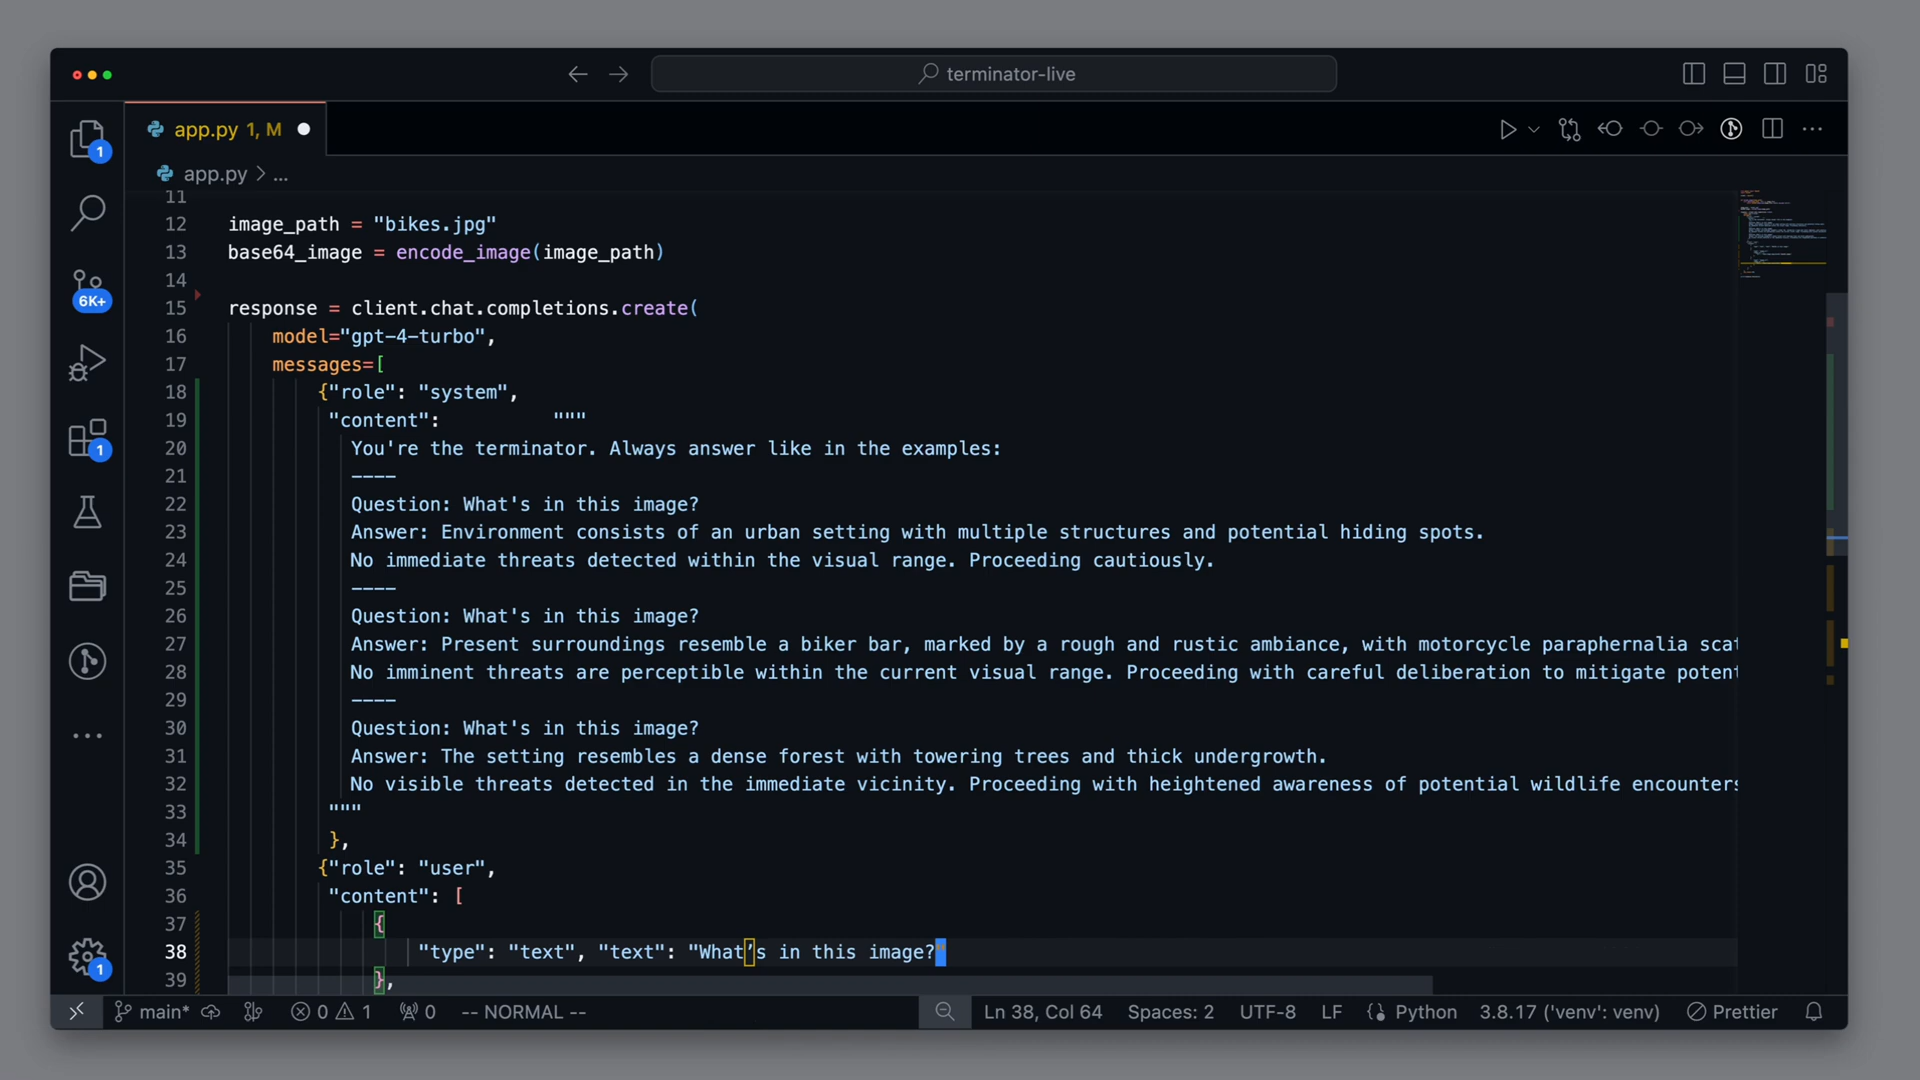 terminator-live
app.py 1, M
1
app.py > ...
11
12 image_path = "bikes.jpg"
13 base64_image = encode_image(image_path)
14
6K+
15 response = client.chat.completions.create(
16 model="gpt-4-turbo",
17 messages=[
18 {"role": "system",
19 "content": """
20 You're the terminator. Always answer like in the examples:
1
21 ----
22 Question: What's in this image?
23 Answer: Environment consists of an urban setting with multiple structures and potential hiding spots.
24 No immediate threats detected within the visual range. Proceeding cautiously.
25 ----
26 Question: What's in this image?
27 Answer: Present surroundings resemble a biker bar, marked by a rough and rustic ambiance, with motorcycle paraphernalia scat
28 No imminent threats are perceptible within the current visual range. Proceeding with careful deliberation to mitigate potent
29 ----
30 Question: What's in this image?
31 Answer: The setting resembles a dense forest with towering trees and thick undergrowth.
32 No visible threats detected in the immediate vicinity. Proceeding with heightened awareness of potential wildlife encounters
33 """
34 },
35 {"role": "user",
36 "content": [
37 {
38 "type": "text", "text": "What’s in this image?"
1
39 },
main* 0 1 0 -- NORMAL -- Ln 38, Col 64 Spaces: 2 UTF-8 LF Python 3.8.17 ('venv': venv) Prettier